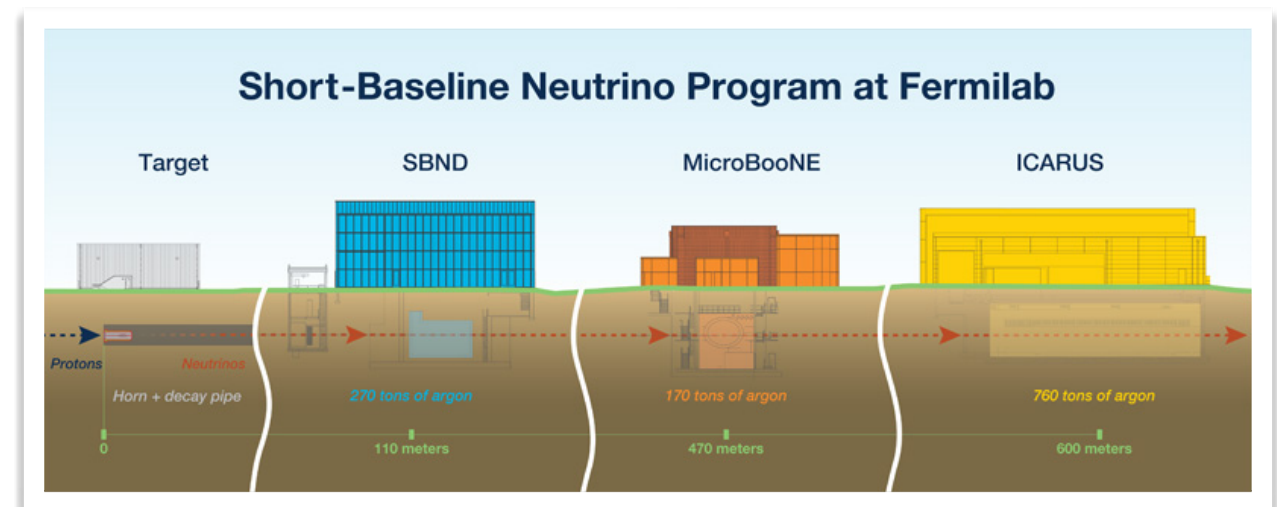 Short-Baseline Neutrino Program at Fermilab
Target
SBND
MicroBooNE
ICARUS
Protons
Neutrinos
Horn + decay pipe
270 tons of argon
170 tons of argon
760 tons of argon
0
110 meters
470 meters
600 meters